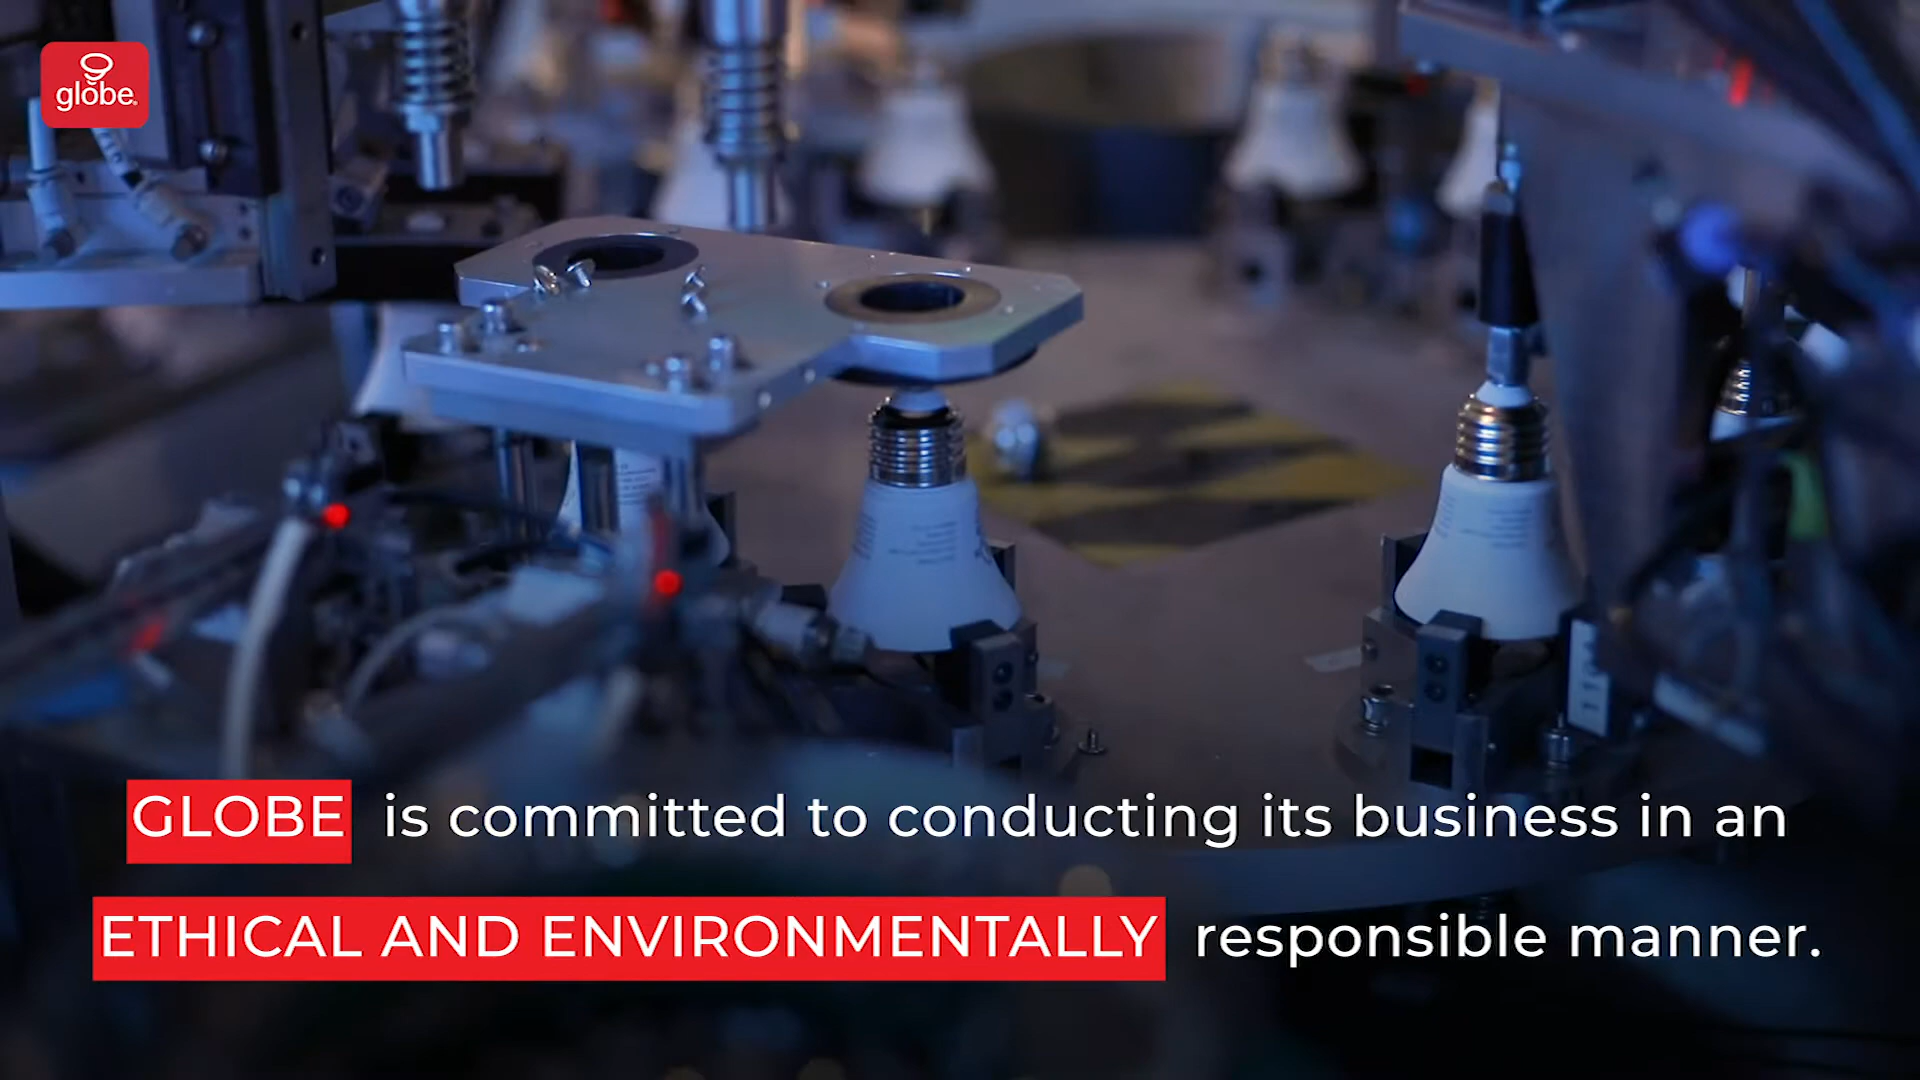 globe
GLOBE is committed to conducting its business in an
ETHICAL AND ENVIRONMENTALLY responsible manner.